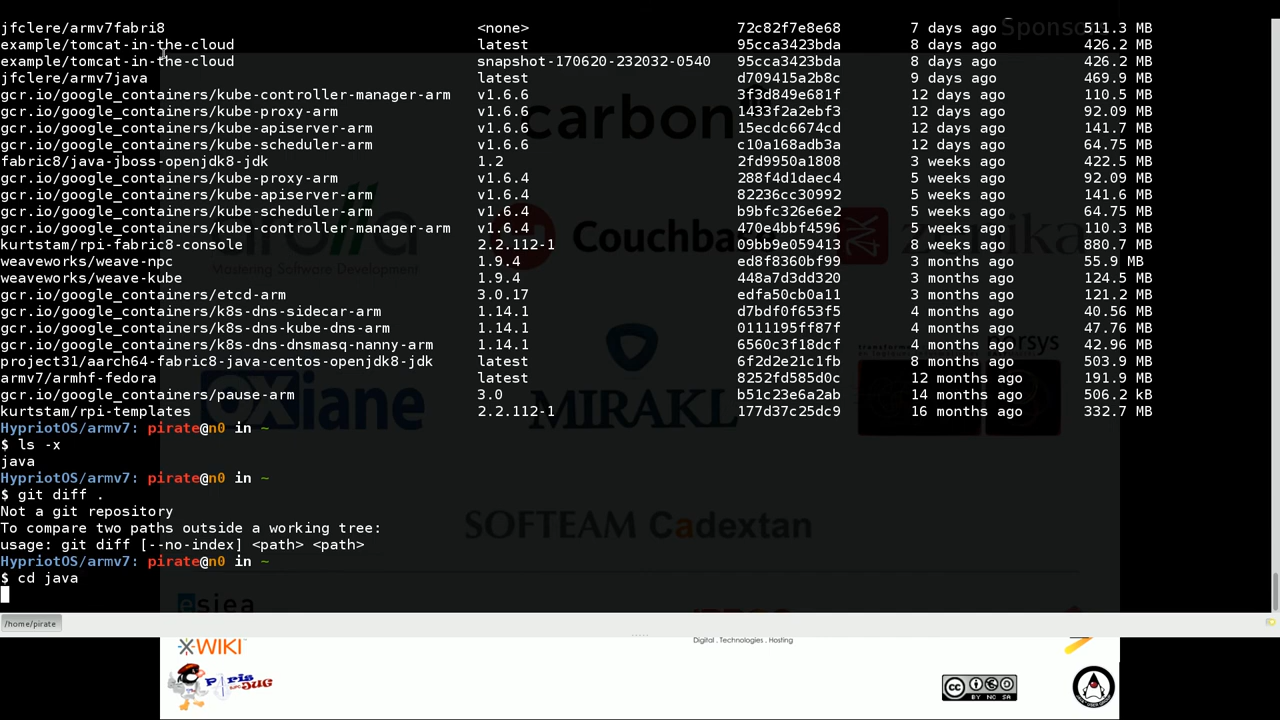 jfclere/armv7fabri8 <none> 72c82f7e8e68 7 days ago 511.3 MB
Sponso
example/tomcat-in-the-cloud latest 95cca3423bda 8 days ago 426.2 MB
example/tomcat-in-the-cloud snapshot-170620-232032-0540 95cca3423bda 8 days ago 426.2 MB
jfclere/armv7java latest d709415a2b8c 9 days ago 469.9 MB
gcr.io/google_containers/kube-controller-manager-arm v1.6.6 3f3d849e681f 12 days ago 110.5 MB
gcr.io/google_containers/kube-proxy-arm v1.6.6 1433f2a2ebf3 12 days ago 92.09 MB
carbon
gcr.io/google_containers/kube-apiserver-arm v1.6.6 15ecdc6674cd 12 days ago 141.7 MB
gcr.io/google_containers/kube-scheduler-arm v1.6.6 c10a168adb3a 12 days ago 64.75 MB
fabric8/java-jboss-openjdk8-jdk 1.2 2fd9950a1808 3 weeks ago 422.5 MB
gcr.io/google_containers/kube-proxy-arm v1.6.4 288f4d1daec4 5 weeks ago 92.09 MB
gcr.io/google_containers/kube-apiserver-arm v1.6.4 82236cc30992 5 weeks ago 141.6 MB
gcr.io/google_containers/kube-scheduler-arm v1.6.4 b9bfc326e6e2 5 weeks ago 64.75 MB
gcr.io/google_containers/kube-controller-manager-arm v1.6.4 470e4bbf4596 5 weeks ago 110.3 MB
Couchba
kurtstam/rpi-fabric8-console 2.2.112-1 09bb9e059413 8 weeks ago 880.7 MB
weaveworks/weave-npc 1.9.4 ed8f8360bf99 3 months ago 55.9 MB
Mastering Software Development
weaveworks/weave-kube 1.9.4 448a7d3dd320 3 months ago 124.5 MB
gcr.io/google_containers/etcd-arm 3.0.17 edfa50cb0a11 3 months ago 121.2 MB
gcr.io/google_containers/k8s-dns-sidecar-arm 1.14.1 d7bdf0f653f5 4 months ago 40.56 MB
gcr.io/google_containers/k8s-dns-kube-dns-arm 1.14.1 0111195ff87f 4 months ago 47.76 MB
gcr.io/google_containers/k8s-dns-dnsmasq-nanny-arm 1.14.1 6560c3f18dcf 4 months ago 42.96 MB
project31/aarch64-fabric8-java-centos-openjdk8-jdk latest 6f2d2e21c1fb 8 months ago 503.9 MB
armv7/armhf-fedora latest 8252fd585d0c 12 months ago 191.9 MB
gcr.io/google_containers/pause-arm 3.0 b51c23e6a2ab 14 months ago 506.2 kB
OXiane MIRAKL
kurtstam/rpi-templates 2.2.112-1 177d37c25dc9 16 months ago 332.7 MB
HypriotOS/armv7: pirate@n0 in ~
$ ls -x
java
HypriotOS/armv7: pirate@n0 in ~
$ git diff .
Not a git repository
To compare two paths outside a working tree:
SOFTEAM Cadextan
usage: git diff [--no-index] <path> <path>
HypriotOS/armv7: pirate@n0 in ~
$ cd java
esiea
/home/pirate
XWIKI
Digital . Technologies . Hosting
Paris JUG
cc BY NC SA